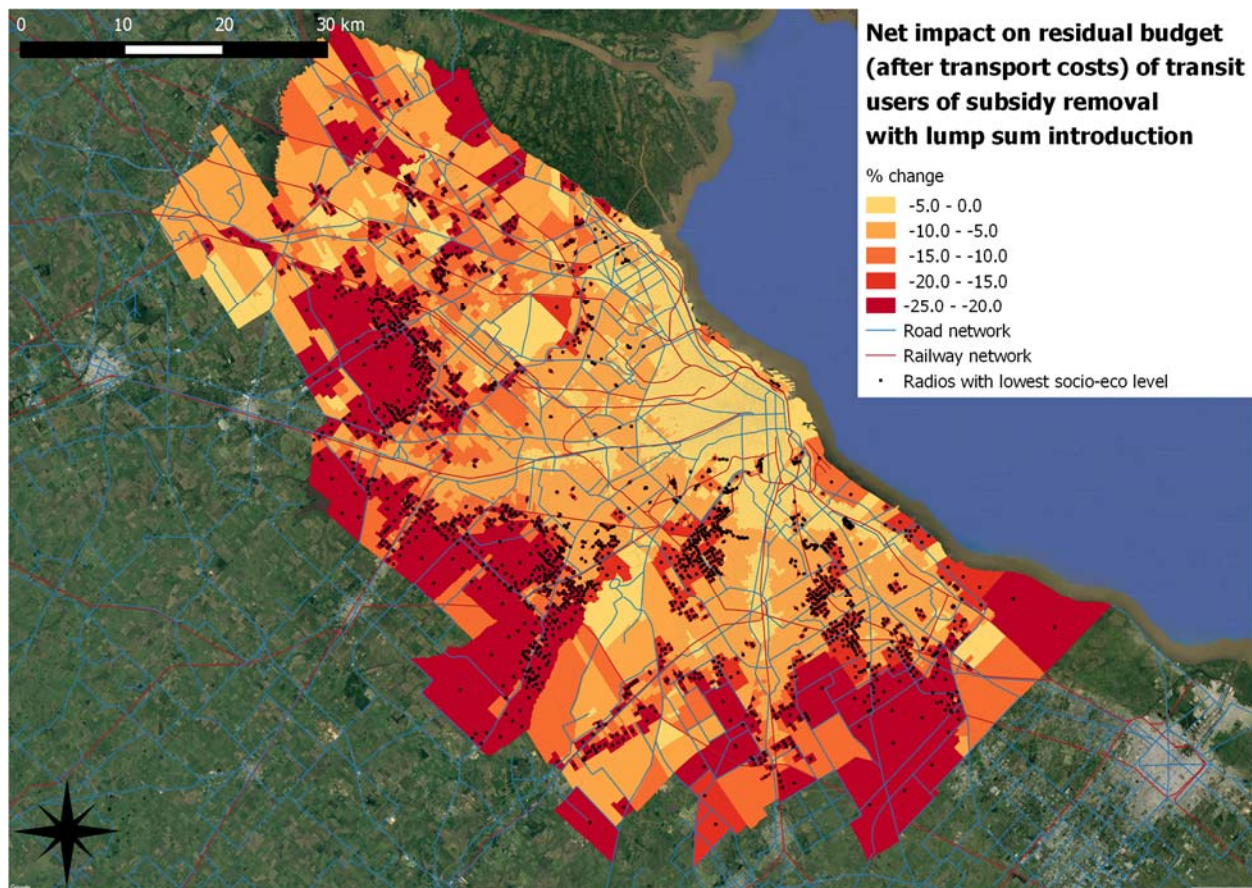 0 10 20 30 km
Net impact on residual budget
(after transport costs) of transit
users of subsidy removal
with lump sum introduction
% change
-5.0 - 0.0
-10.0 - -5.0
-15.0 - -10.0
-20.0 - -15.0
-25.0 - -20.0
Road network
Railway network
Radios with lowest socio-eco level